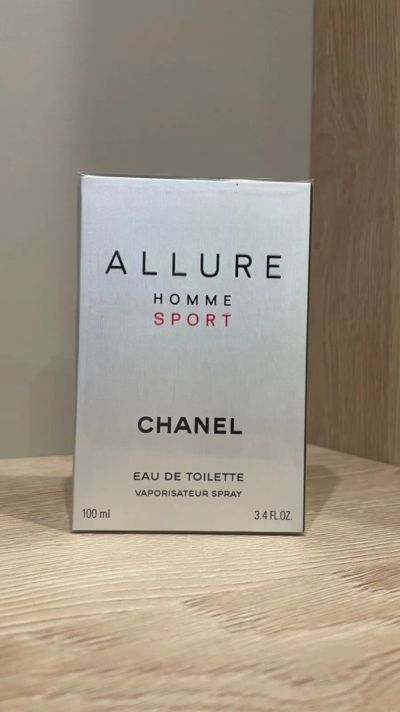 ALLURE
HOMME
SPORT
CHANEL
EAU DE TOILETTE
VAPORISATEUR SPRAY
100 ml 3.4 FL.OZ.